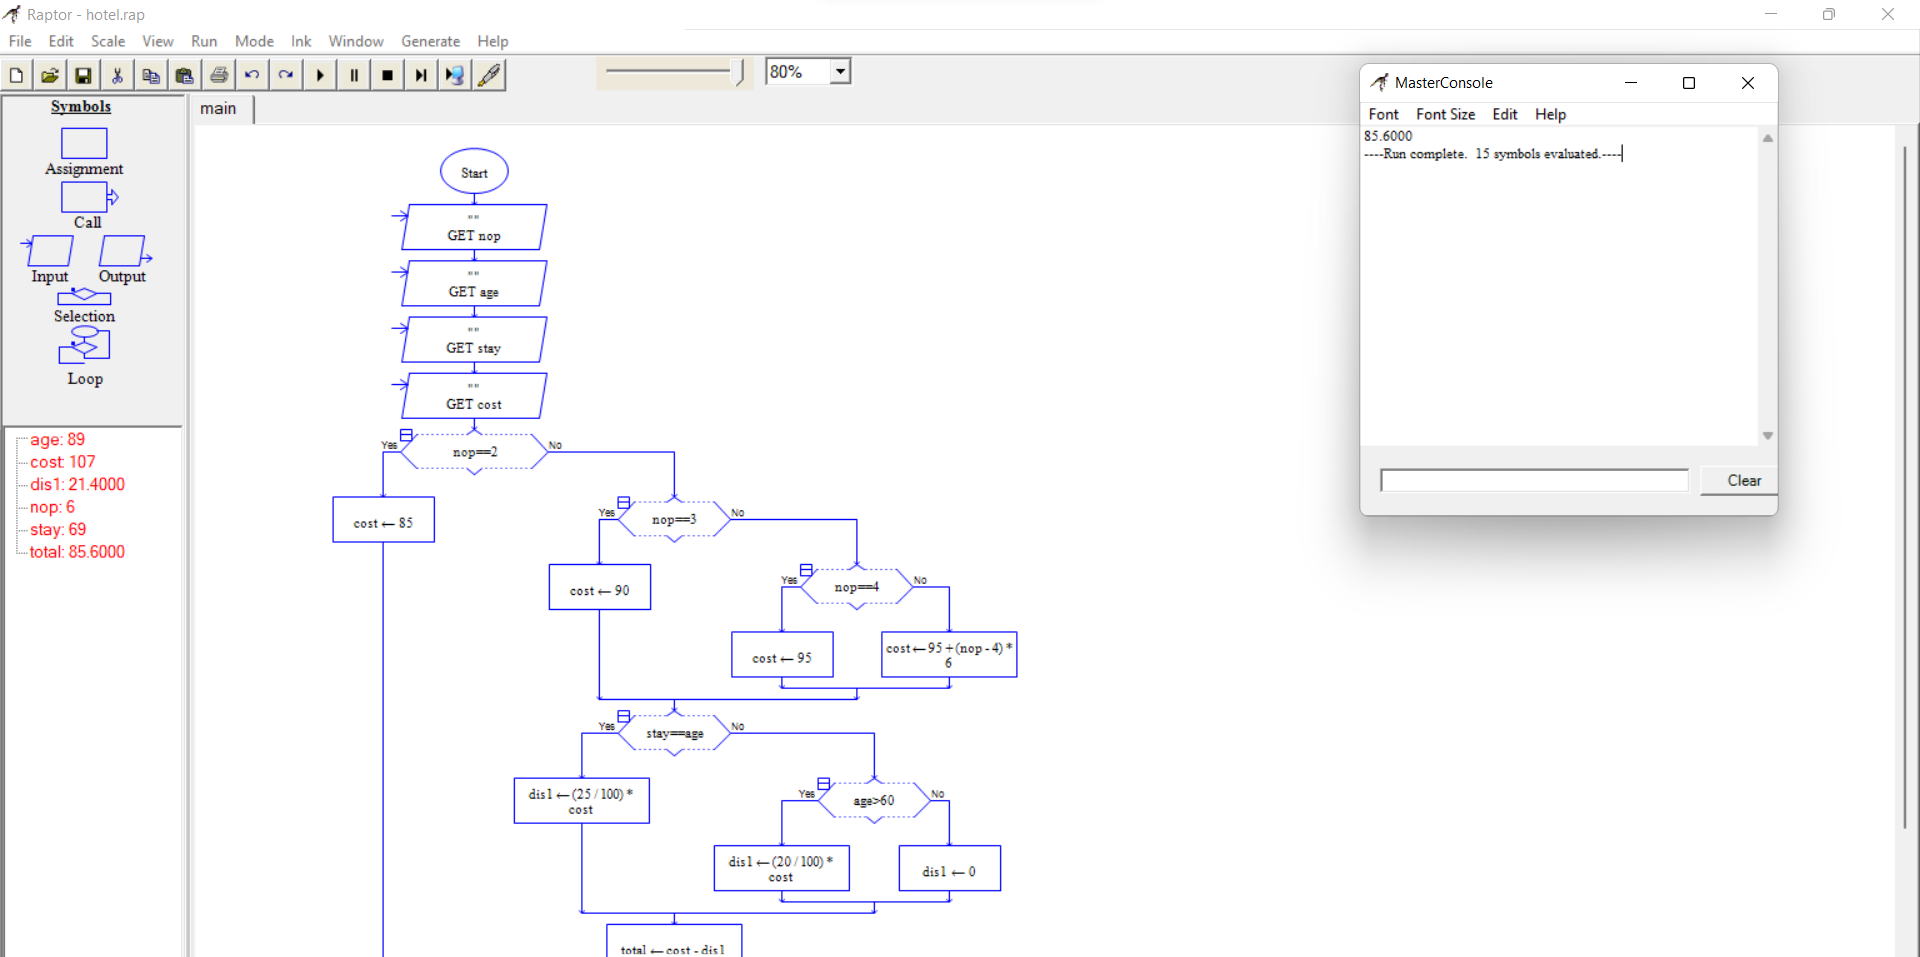 Raptor - hotel.rap
File Edit Scale View Run Mode Ink Window Generate Help
80%
Symbols
Assignment
Call
Input Output
Selection
Loop
age: 89
cost: 107
dis1: 21.4000
nop: 6
stay: 69
total: 85.6000
main
Start
""
GET nop
""
GET age
""
GET stay
""
GET cost
Yes
nop==2
No
cost ← 85
Yes
nop==3
No
cost ← 90
Yes
nop==4
No
cost ← 95
cost ← 95 + (nop - 4) *
6
Yes
stay==age
No
dis1 ← (25 / 100) *
cost
Yes
age>60
No
dis1 ← (20 / 100) *
cost
dis1 ← 0
total ← cost - dis1
MasterConsole
Font Font Size Edit Help
85.6000
----Run complete. 15 symbols evaluated.----
Clear